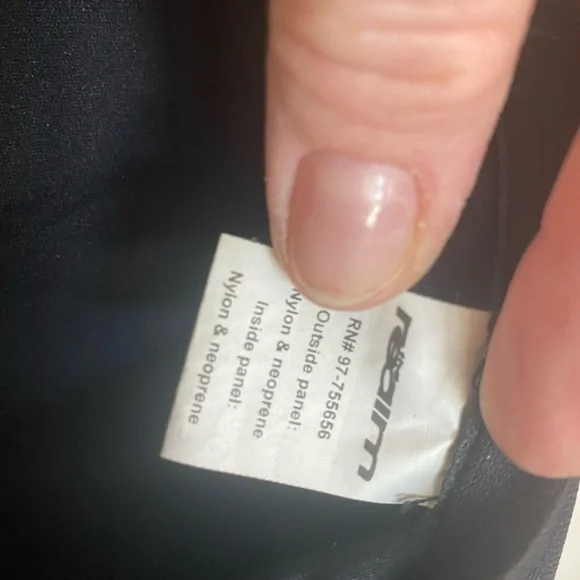 realm
RN# 97-755656
Outside panel:
Nylon & neoprene
Inside panel:
Nylon & neoprene